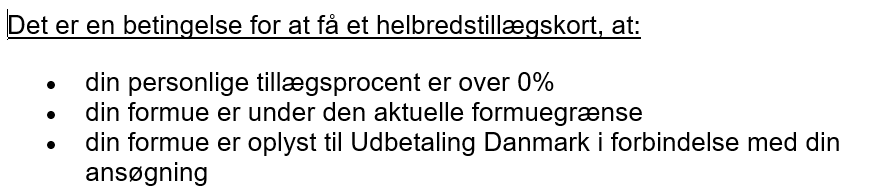 Det er en betingelse for at få et helbredstillægskort, at:
• din personlige tillægsprocent er over 0%
• din formue er under den aktuelle formuegrænse
• din formue er oplyst til Udbetaling Danmark i forbindelse med din
ansøgning